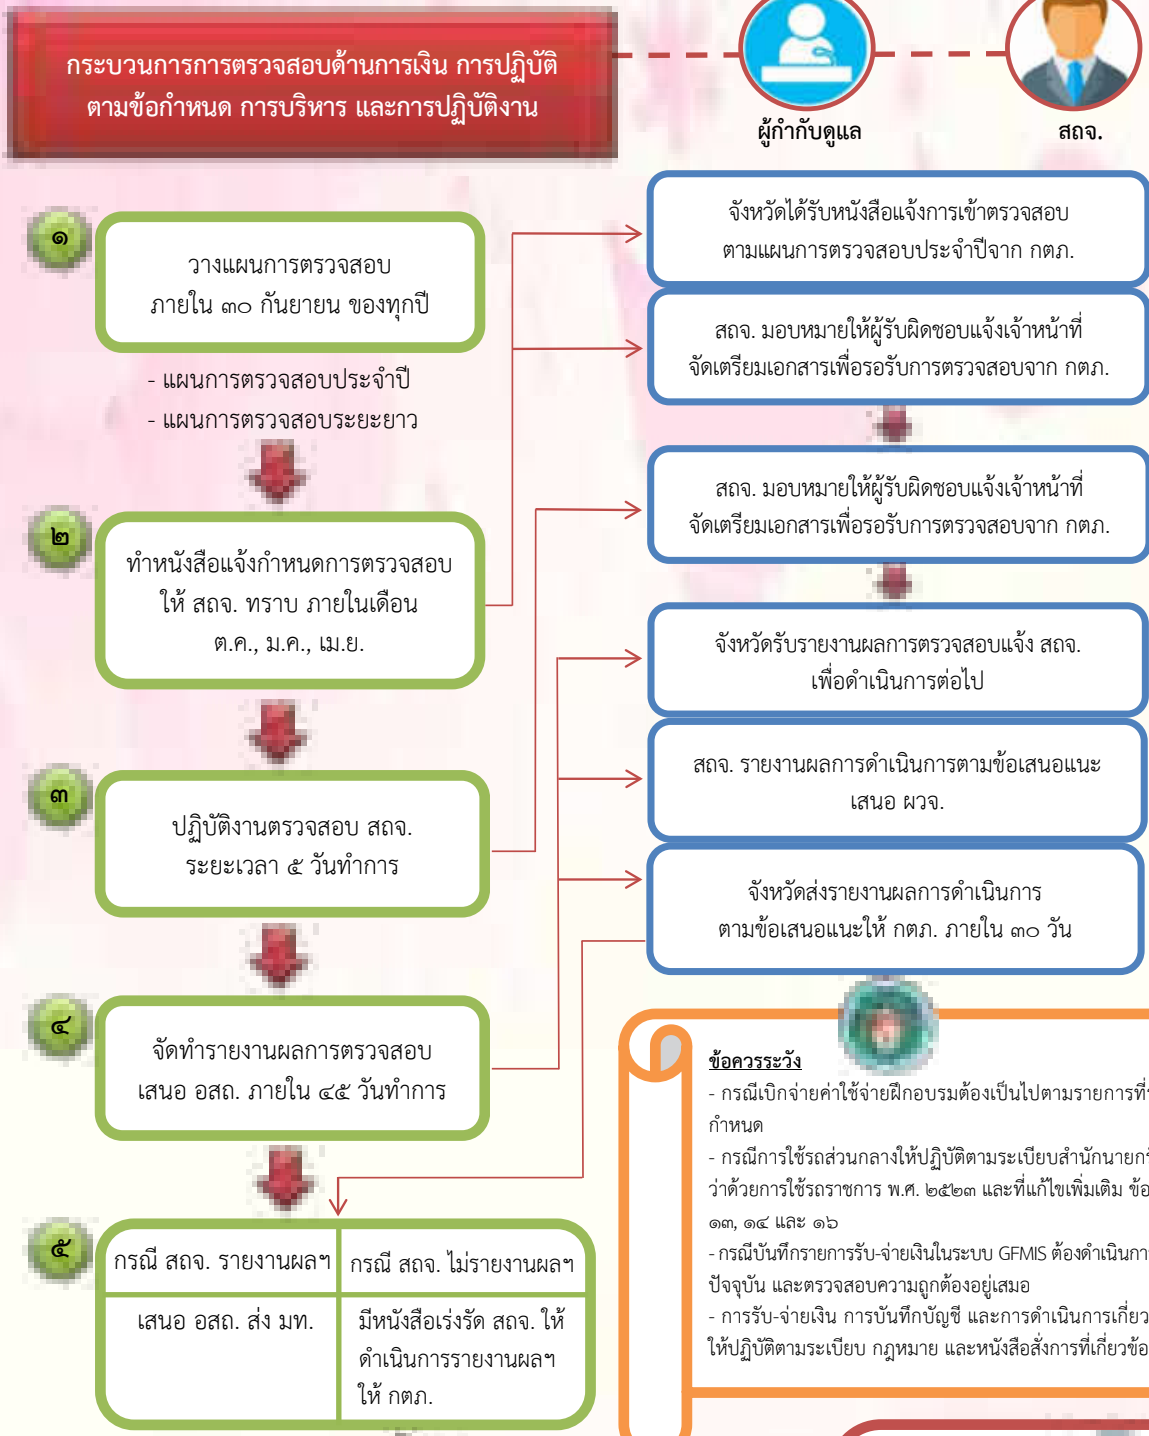 กระบวนการการตรวจสอบด้านการเงิน การปฏิบัติ
ตามข้อกำหนด การบริหาร และการปฏิบัติงาน
ผู้กำกับดูแล
สถจ.
๑
วางแผนการตรวจสอบ
ภายใน ๓๐ กันยายน ของทุกปี
- แผนการตรวจสอบประจำปี
- แผนการตรวจสอบระยะยาว
๒
ทำหนังสือแจ้งกำหนดการตรวจสอบ
ให้ สถจ. ทราบ ภายในเดือน
ต.ค., ม.ค., เม.ย.
๓
ปฏิบัติงานตรวจสอบ สถจ.
ระยะเวลา ๕ วันทำการ
๔
จัดทำรายงานผลการตรวจสอบ
เสนอ อสถ. ภายใน ๔๕ วันทำการ
๕
กรณี สถจ. รายงานผลฯ
กรณี สถจ. ไม่รายงานผลฯ
เสนอ อสถ. ส่ง มท.
มีหนังสือเร่งรัด สถจ. ให้
ดำเนินการรายงานผลฯ
ให้ กตภ.
จังหวัดได้รับหนังสือแจ้งการเข้าตรวจสอบ
ตามแผนการตรวจสอบประจำปีจาก กตภ.
สถจ. มอบหมายให้ผู้รับผิดชอบแจ้งเจ้าหน้าที่
จัดเตรียมเอกสารเพื่อรอรับการตรวจสอบจาก กตภ.
สถจ. มอบหมายให้ผู้รับผิดชอบแจ้งเจ้าหน้าที่
จัดเตรียมเอกสารเพื่อรอรับการตรวจสอบจาก กตภ.
จังหวัดรับรายงานผลการตรวจสอบแจ้ง สถจ.
เพื่อดำเนินการต่อไป
สถจ. รายงานผลการดำเนินการตามข้อเสนอแนะ
เสนอ ผวจ.
จังหวัดส่งรายงานผลการดำเนินการ
ตามข้อเสนอแนะให้ กตภ. ภายใน ๓๐ วัน
ข้อควรระวัง
- กรณีเบิกจ่ายค่าใช้จ่ายฝึกอบรมต้องเป็นไปตามรายการที่
กำหนด
- กรณีการใช้รถส่วนกลางให้ปฏิบัติตามระเบียบสำนักนายก
ว่าด้วยการใช้รถราชการ พ.ศ. ๒๕๒๓ และที่แก้ไขเพิ่มเติม ข้อ
๑๓, ๑๔ และ ๑๖
- กรณีบันทึกรายการรับ-จ่ายเงินในระบบ GFMIS ต้องดำเนินกา
ปัจจุบัน และตรวจสอบความถูกต้องอยู่เสมอ
- การรับ-จ่ายเงิน การบันทึกบัญชี และการดำเนินการเกี่ยว
ให้ปฏิบัติตามระเบียบ กฎหมาย และหนังสือสั่งการที่เกี่ยวข้อ